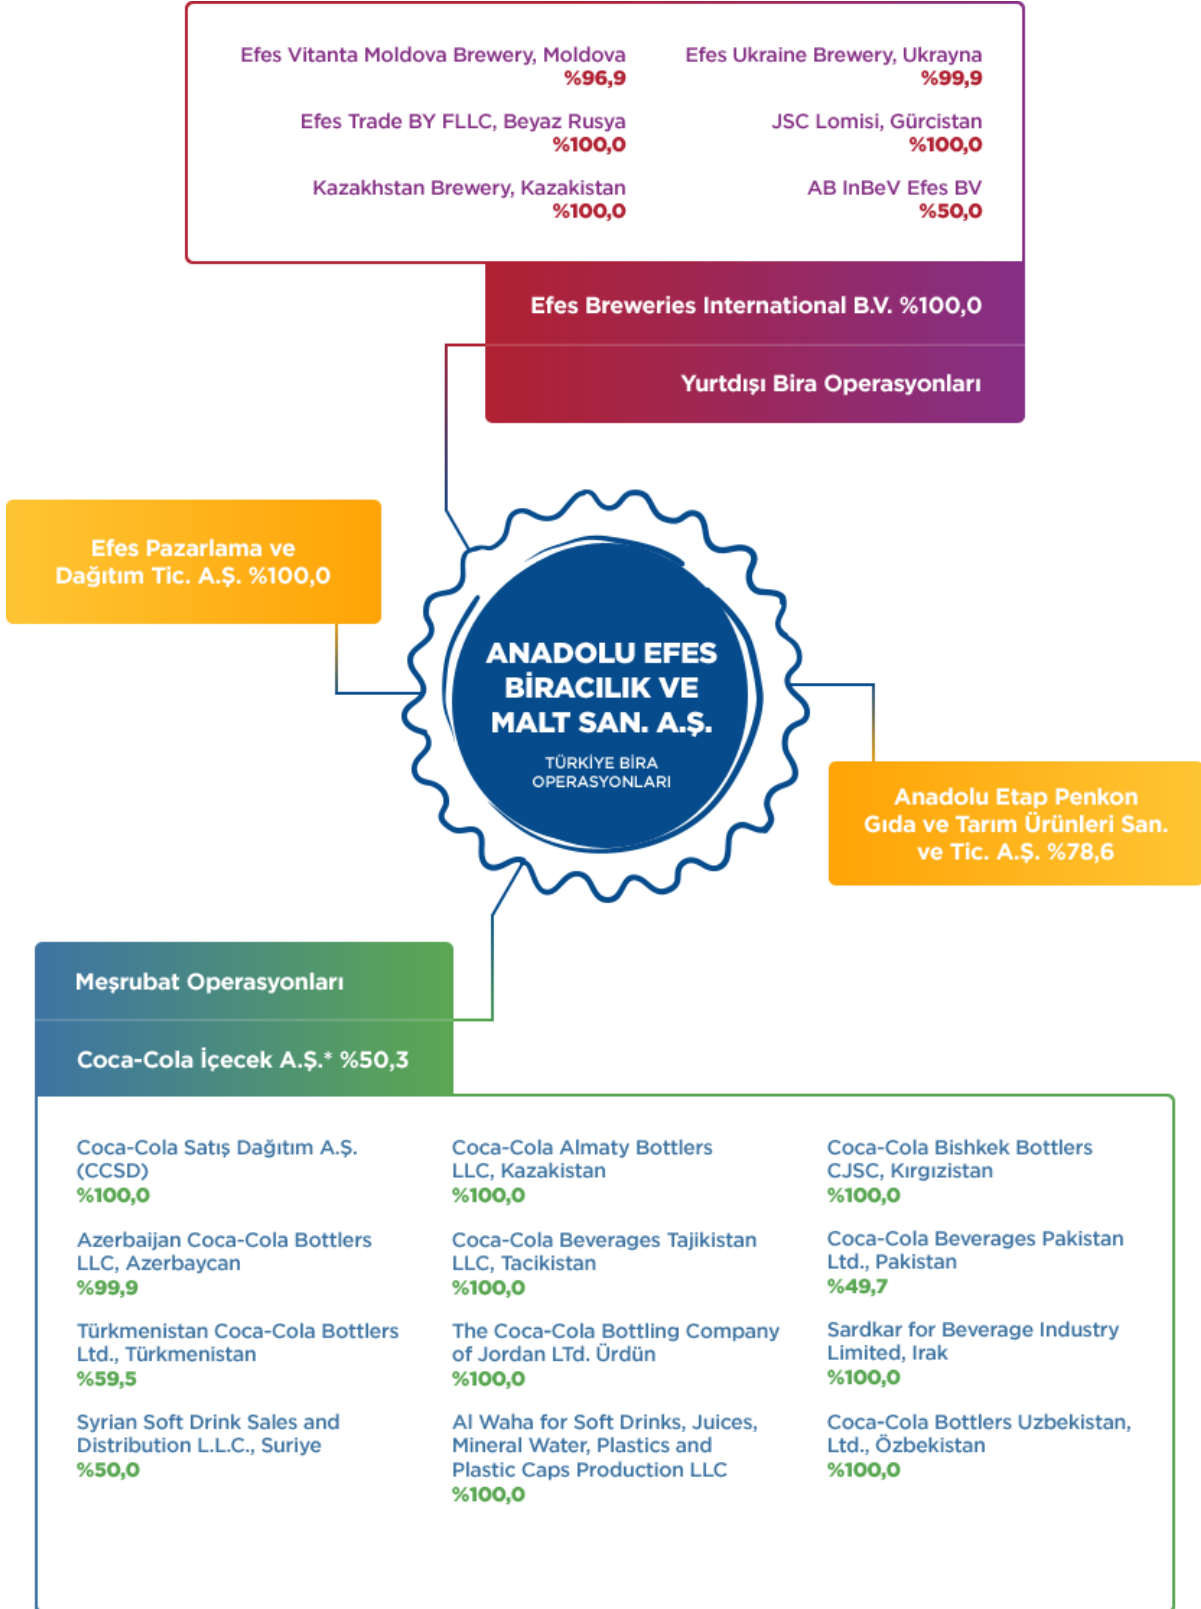 Efes Vitanta Moldova Brewery, Moldova
%96,9
Efes Ukraine Brewery, Ukrayna
%99,9
Efes Trade BY FLLC, Beyaz Rusya
%100,0
JSC Lomisi, Gürcistan
%100,0
Kazakhstan Brewery, Kazakistan
%100,0
AB InBeV Efes BV
%50,0
Efes Breweries International B.V. %100,0
Yurtdışı Bira Operasyonları
Efes Pazarlama ve
Dağıtım Tic. A.Ş. %100,0
ANADOLU EFES
BİRACILIK VE
MALT SAN. A.Ş.
TÜRKİYE BİRA
OPERASYONLARI
Anadolu Etap Penkon
Gıda ve Tarım Ürünleri San.
ve Tic. A.Ş. %78,6
Meşrubat Operasyonları
Coca-Cola İçecek A.Ş.* %50,3
Coca-Cola Satış Dağıtım A.Ş.
(CCSD)
%100,0
Coca-Cola Almaty Bottlers
LLC, Kazakistan
%100,0
Coca-Cola Bishkek Bottlers
CJSC, Kırgızistan
%100,0
Azerbaijan Coca-Cola Bottlers
LLC, Azerbaycan
%99,9
Coca-Cola Beverages Tajikistan
LLC, Tacikistan
%100,0
Coca-Cola Beverages Pakistan
Ltd., Pakistan
%49,7
Türkmenistan Coca-Cola Bottlers
Ltd., Türkmenistan
%59,5
The Coca-Cola Bottling Company
of Jordan LTd. Ürdün
%100,0
Sardkar for Beverage Industry
Limited, Irak
%100,0
Syrian Soft Drink Sales and
Distribution L.L.C., Suriye
%50,0
Al Waha for Soft Drinks, Juices,
Mineral Water, Plastics and
Plastic Caps Production LLC
%100,0
Coca-Cola Bottlers Uzbekistan,
Ltd., Özbekistan
%100,0